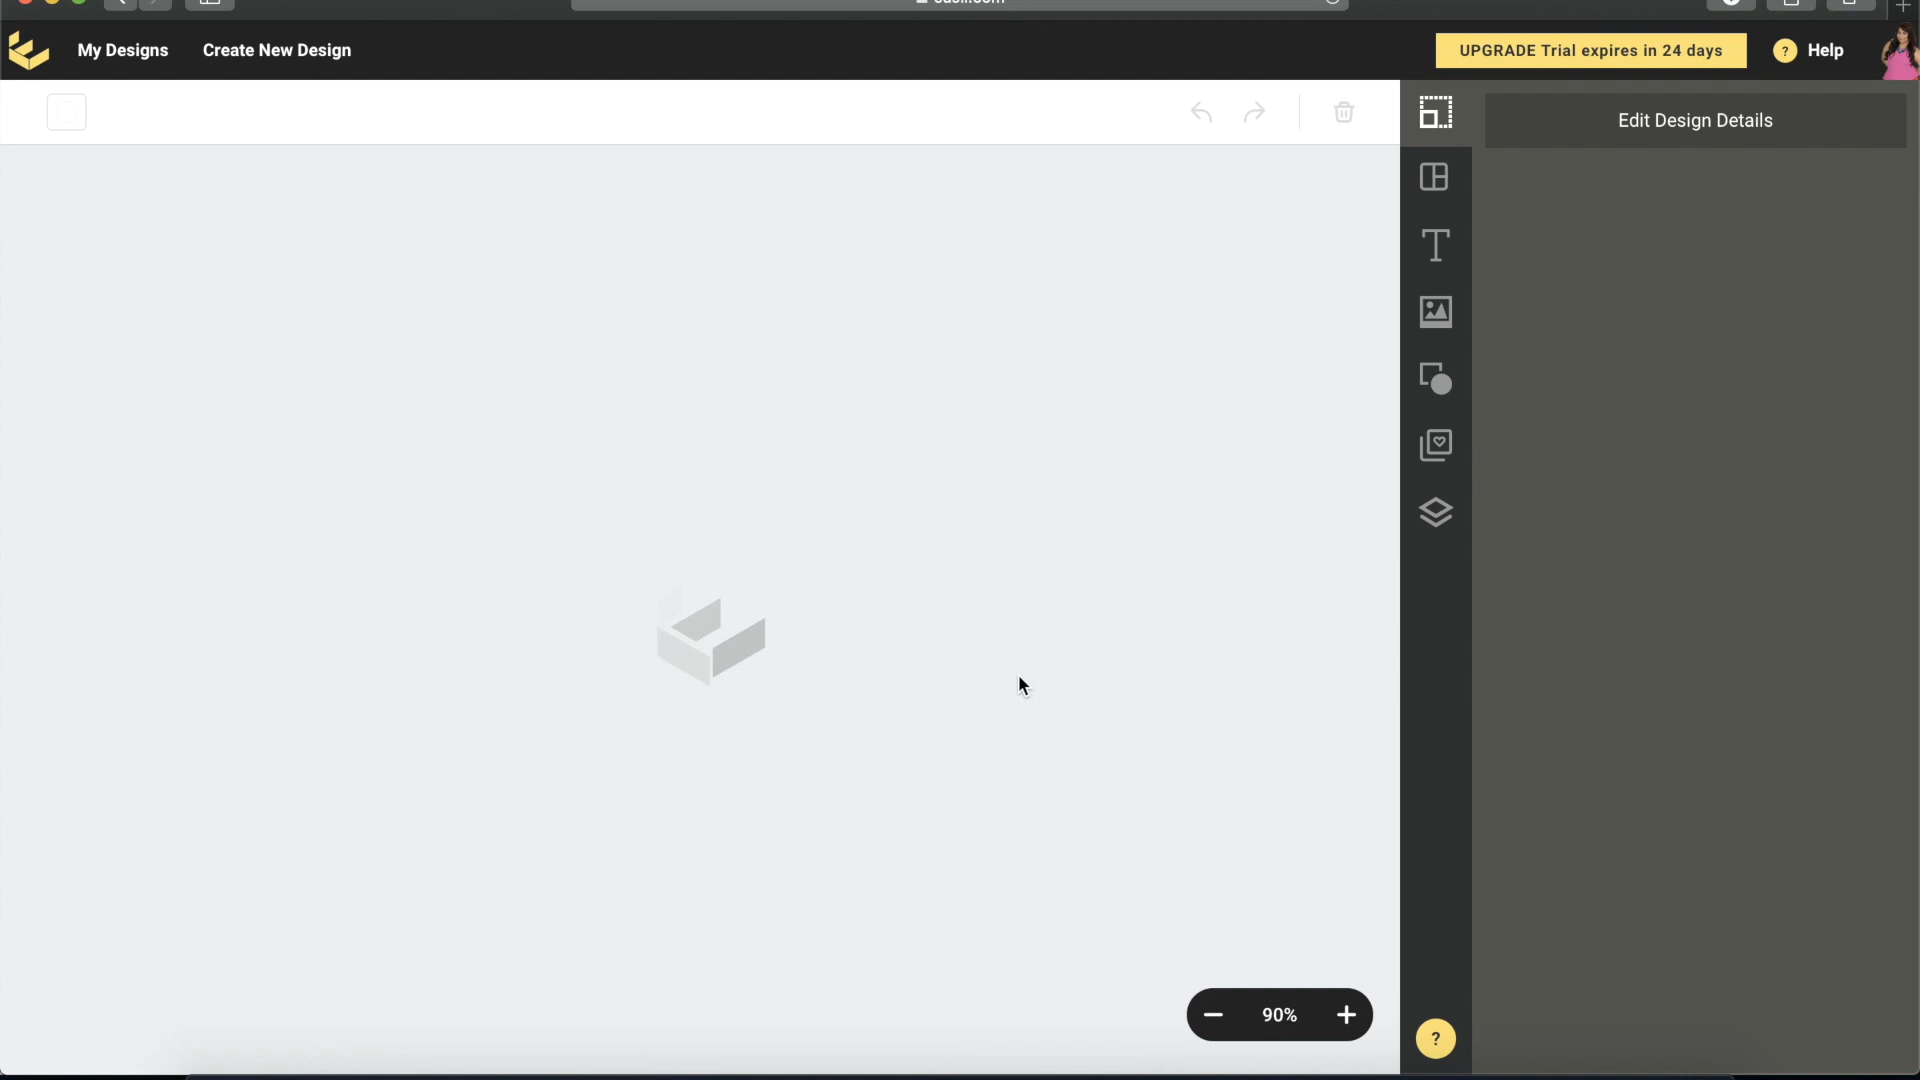 My Designs
Create New Design
UPGRADE Trial expires in 24 days
? Help
Edit Design Details
90%
?